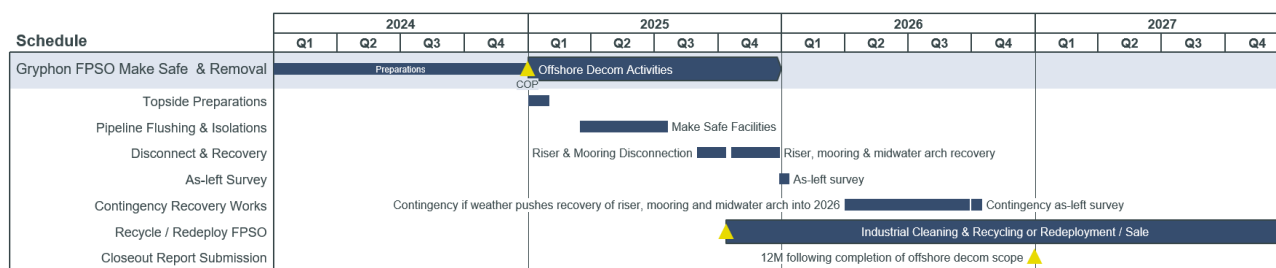 2024 2025 2026 2027
Schedule Q1 Q2 Q3 Q4 Q1 Q2 Q3 Q4 Q1 Q2 Q3 Q4 Q1 Q2 Q3 Q4
Gryphon FPSO Make Safe & Removal Preparations Offshore Decom Activities
COP
Topside Preparations
Pipeline Flushing & Isolations Make Safe Facilities
Disconnect & Recovery Riser & Mooring Disconnection Riser, mooring & midwater arch recovery
As-left Survey As-left survey
Contingency Recovery Works Contingency if weather pushes recovery of riser, mooring and midwater arch into 2026 Contingency as-left survey
Recycle / Redeploy FPSO Industrial Cleaning & Recycling or Redeployment / Sale
Closeout Report Submission 12M following completion of offshore decom scope